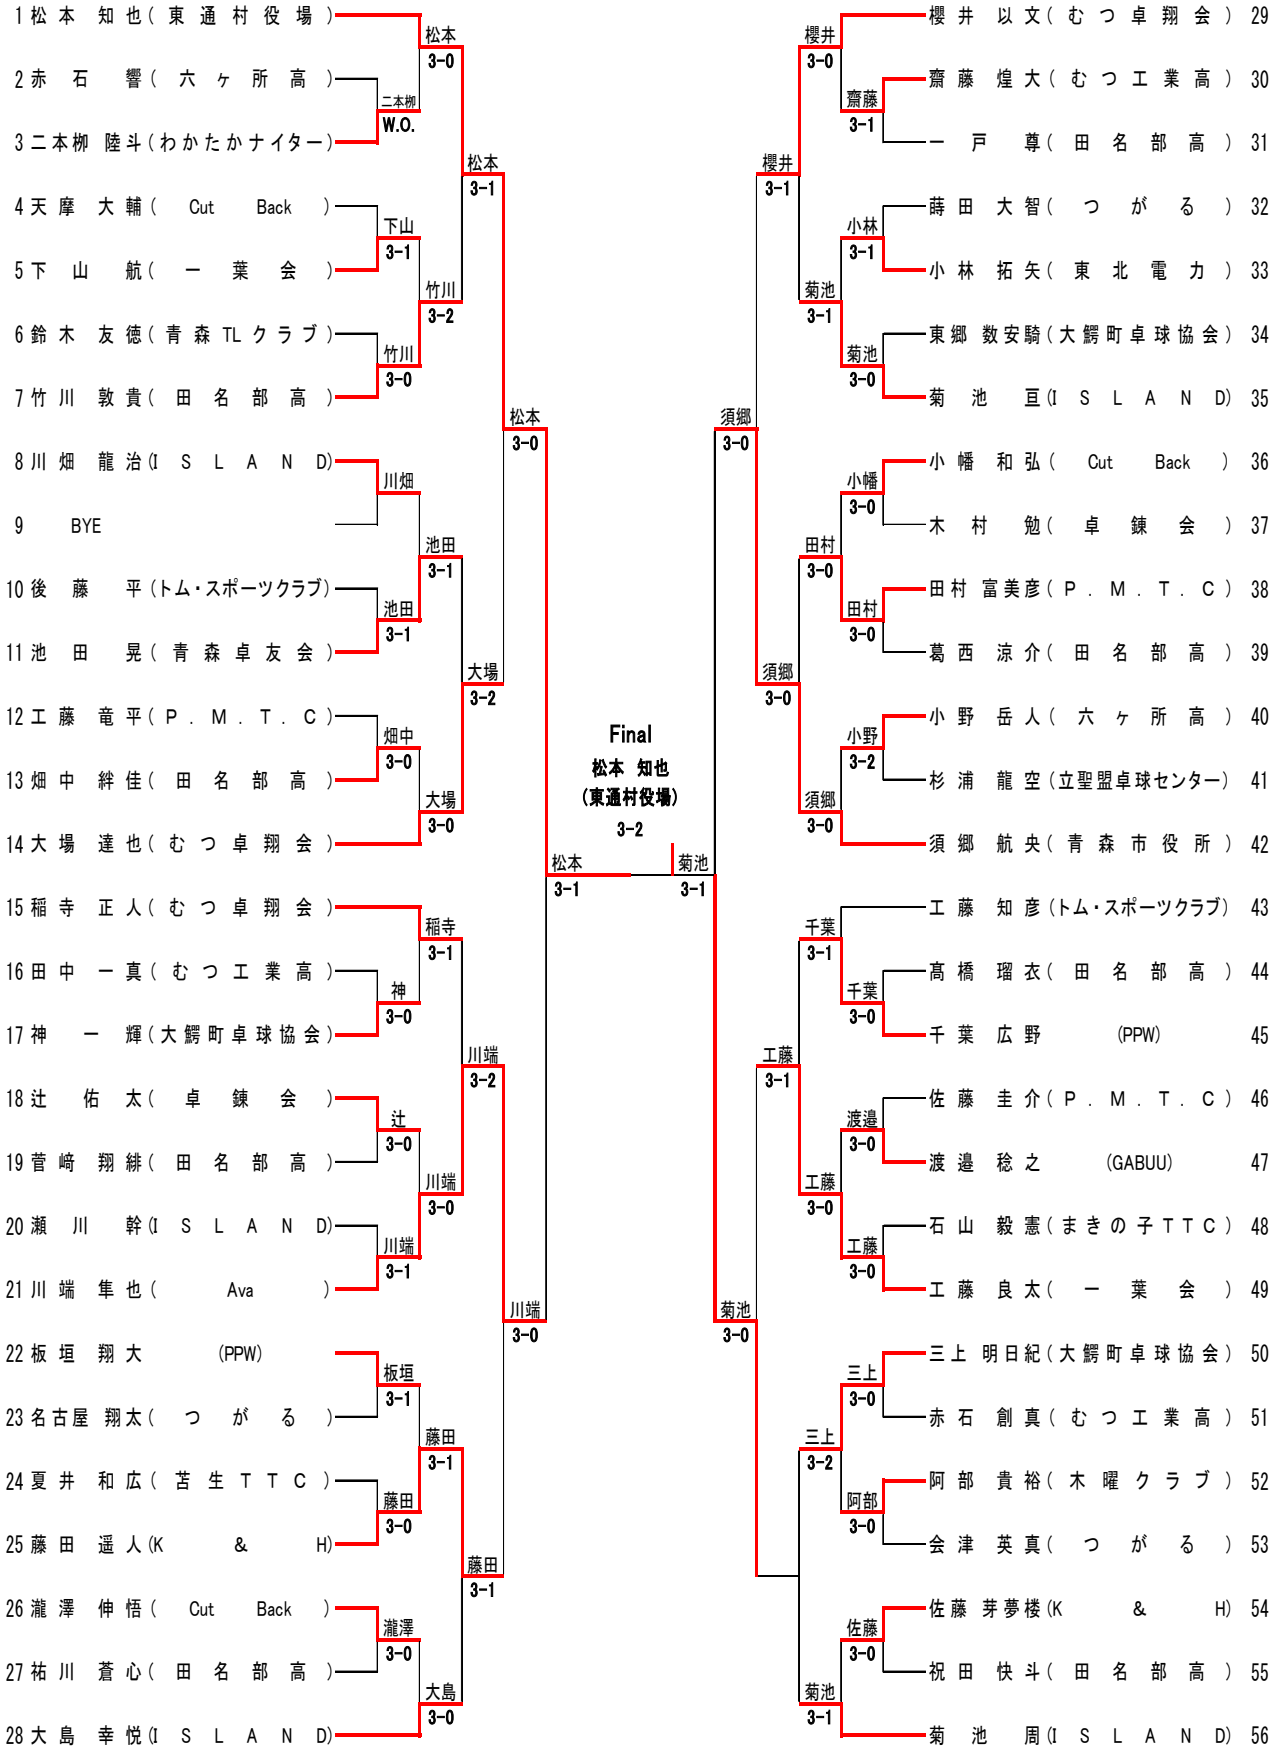 1 松本 知也 (東通村役場)
松本
3-0
2 赤石 響 (六ヶ所高)
二本栁
W.O.
3 二本栁 陸斗 (わかたかナイター)
松本
3-1
4 天摩 大輔 (Cut Back)
下山
3-1
5 下山 航 (一葉会)
竹川
3-2
6 鈴木 友徳 (青森TLクラブ)
竹川
3-0
7 竹川 敦貴 (田名部高)
松本
3-0
8 川畑 龍治 (ISLAND)
川畑
9 BYE
池田
3-1
10 後藤 平 (トム・スポーツクラブ)
池田
3-1
11 池田 晃 (青森卓友会)
大場
3-2
12 工藤 竜平 (P.M.T.C)
畑中
3-0
13 畑中 絆佳 (田名部高)
大場
3-0
14 大場 達也 (むつ卓翔会)
松本
3-1
15 稲寺 正人 (むつ卓翔会)
稲寺
3-1
16 田中 一真 (むつ工業高)
神
3-0
17 神 一輝 (大鰐町卓球協会)
川端
3-2
18 辻 佑太 (卓錬会)
辻
3-0
19 菅﨑 翔緋 (田名部高)
川端
3-0
20 瀬川 幹 (ISLAND)
川端
3-1
21 川端 隼也 (Ava)
川端
3-0
22 板垣 翔大 (PPW)
板垣
3-1
23 名古屋 翔太 (つがる)
藤田
3-1
24 夏井 和広 (苫生TTC)
藤田
3-0
25 藤田 遥人 (K & H)
藤田
3-1
26 瀧澤 伸悟 (Cut Back)
瀧澤
3-0
27 祐川 蒼心 (田名部高)
大島
3-0
28 大島 幸悦 (ISLAND)
Final
松本 知也
(東通村役場)
3-2
櫻井 以文 (むつ卓翔会) 29
櫻井
3-0
齋藤 煌大 (むつ工業高) 30
齋藤
3-1
一戸 尊 (田名部高) 31
櫻井
3-1
蒔田 大智 (つがる) 32
小林
3-1
小林 拓矢 (東北電力) 33
菊池
3-1
東郷 数安騎 (大鰐町卓球協会) 34
菊池
3-0
菊池 亘 (ISLAND) 35
須郷
3-0
小幡 和弘 (Cut Back) 36
小幡
3-0
木村 勉 (卓錬会) 37
田村
3-0
田村 富美彦 (P.M.T.C) 38
田村
3-0
葛西 涼介 (田名部高) 39
須郷
3-0
小野 岳人 (六ヶ所高) 40
小野
3-2
杉浦 龍空 (立聖盟卓球センター) 41
須郷
3-0
須郷 航央 (青森市役所) 42
菊池
3-1
工藤 知彦 (トム・スポーツクラブ) 43
千葉
3-1
髙橋 瑠衣 (田名部高) 44
千葉
3-0
千葉 広野 (PPW) 45
工藤
3-1
佐藤 圭介 (P.M.T.C) 46
渡邉
3-0
渡邉 稔之 (GABUU) 47
工藤
3-0
石山 毅憲 (まきの子TTC) 48
工藤
3-0
工藤 良太 (一葉会) 49
菊池
3-0
三上 明日紀 (大鰐町卓球協会) 50
三上
3-0
赤石 創真 (むつ工業高) 51
三上
3-2
阿部 貴裕 (木曜クラブ) 52
阿部
3-0
会津 英真 (つがる) 53
佐藤 芽夢楼 (K & H) 54
佐藤
3-0
祝田 快斗 (田名部高) 55
菊池
3-1
菊池 周 (ISLAND) 56